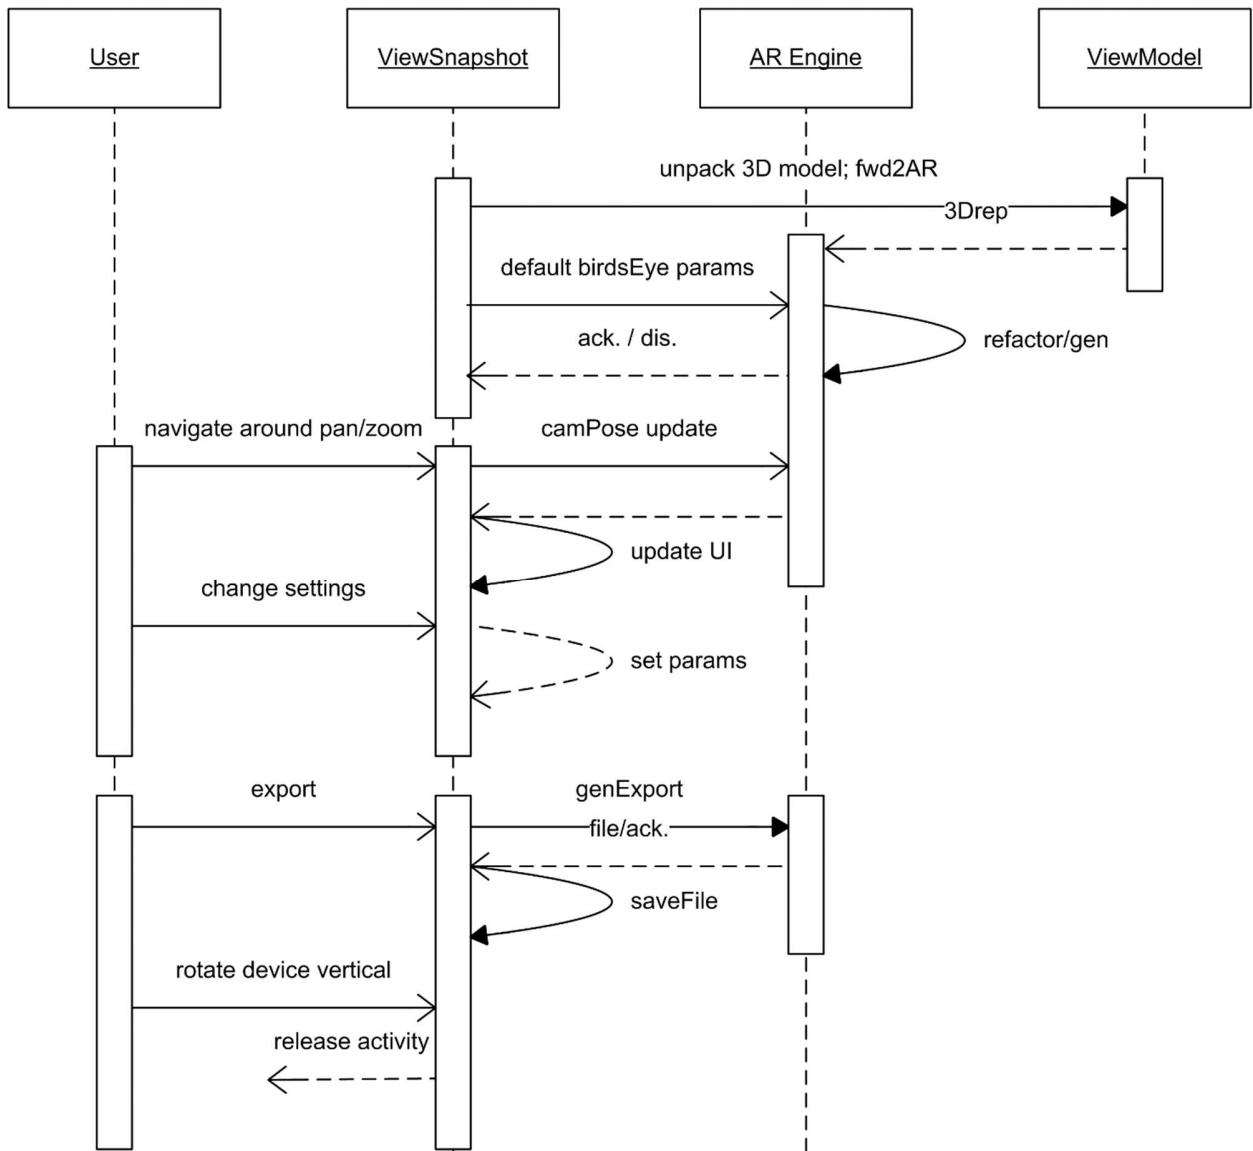 User
ViewSnapshot
AR Engine
ViewModel
unpack 3D model; fwd2AR
3Drep
default birdsEye params
ack. / dis.
refactor/gen
navigate around pan/zoom
camPose update
update UI
change settings
set params
export
genExport
file/ack.
saveFile
rotate device vertical
release activity